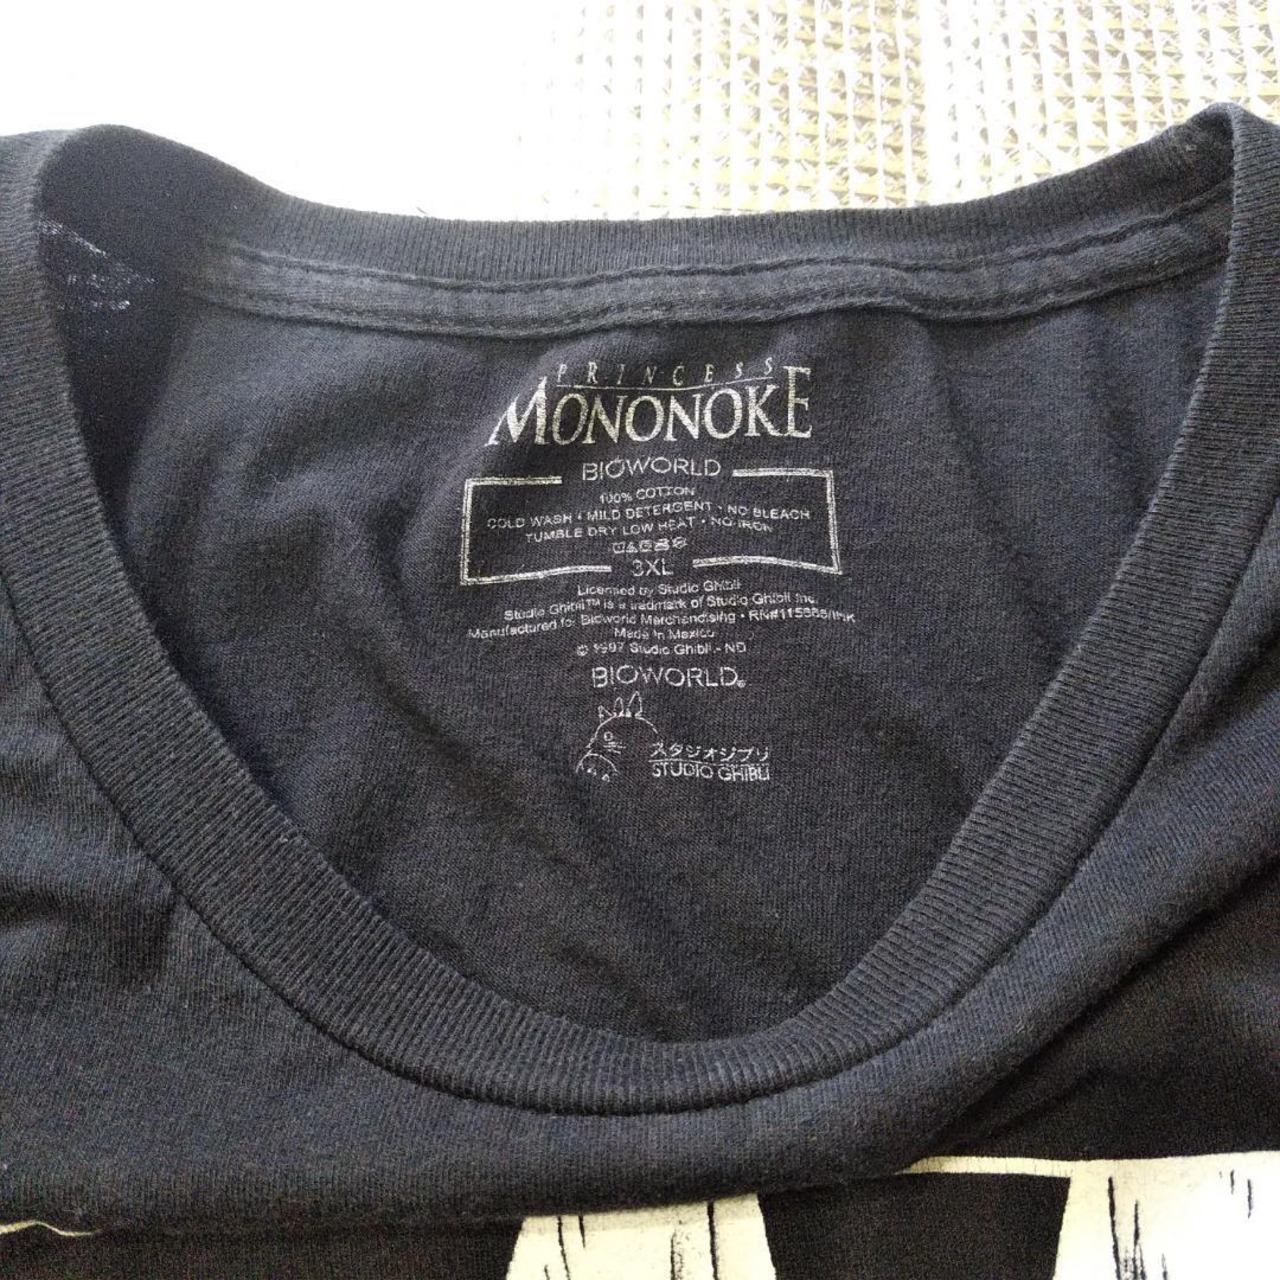 PRINCESS
MONONOKE
BIOWORLD
100% COTTON
COLD WASH • MILD DETERGENT • NO BLEACH
TUMBLE DRY LOW HEAT • NO IRON
3XL
Licensed by Studio Ghibli
Studio Ghibli™ is a trademark of Studio Ghibli Inc.
Manufactured for Bioworld Merchandising •
Made in Mexico
© 1997 Studio Ghibli - ND
BIOWORLD®
スタジオジブリ
STUDIO GHIBLI